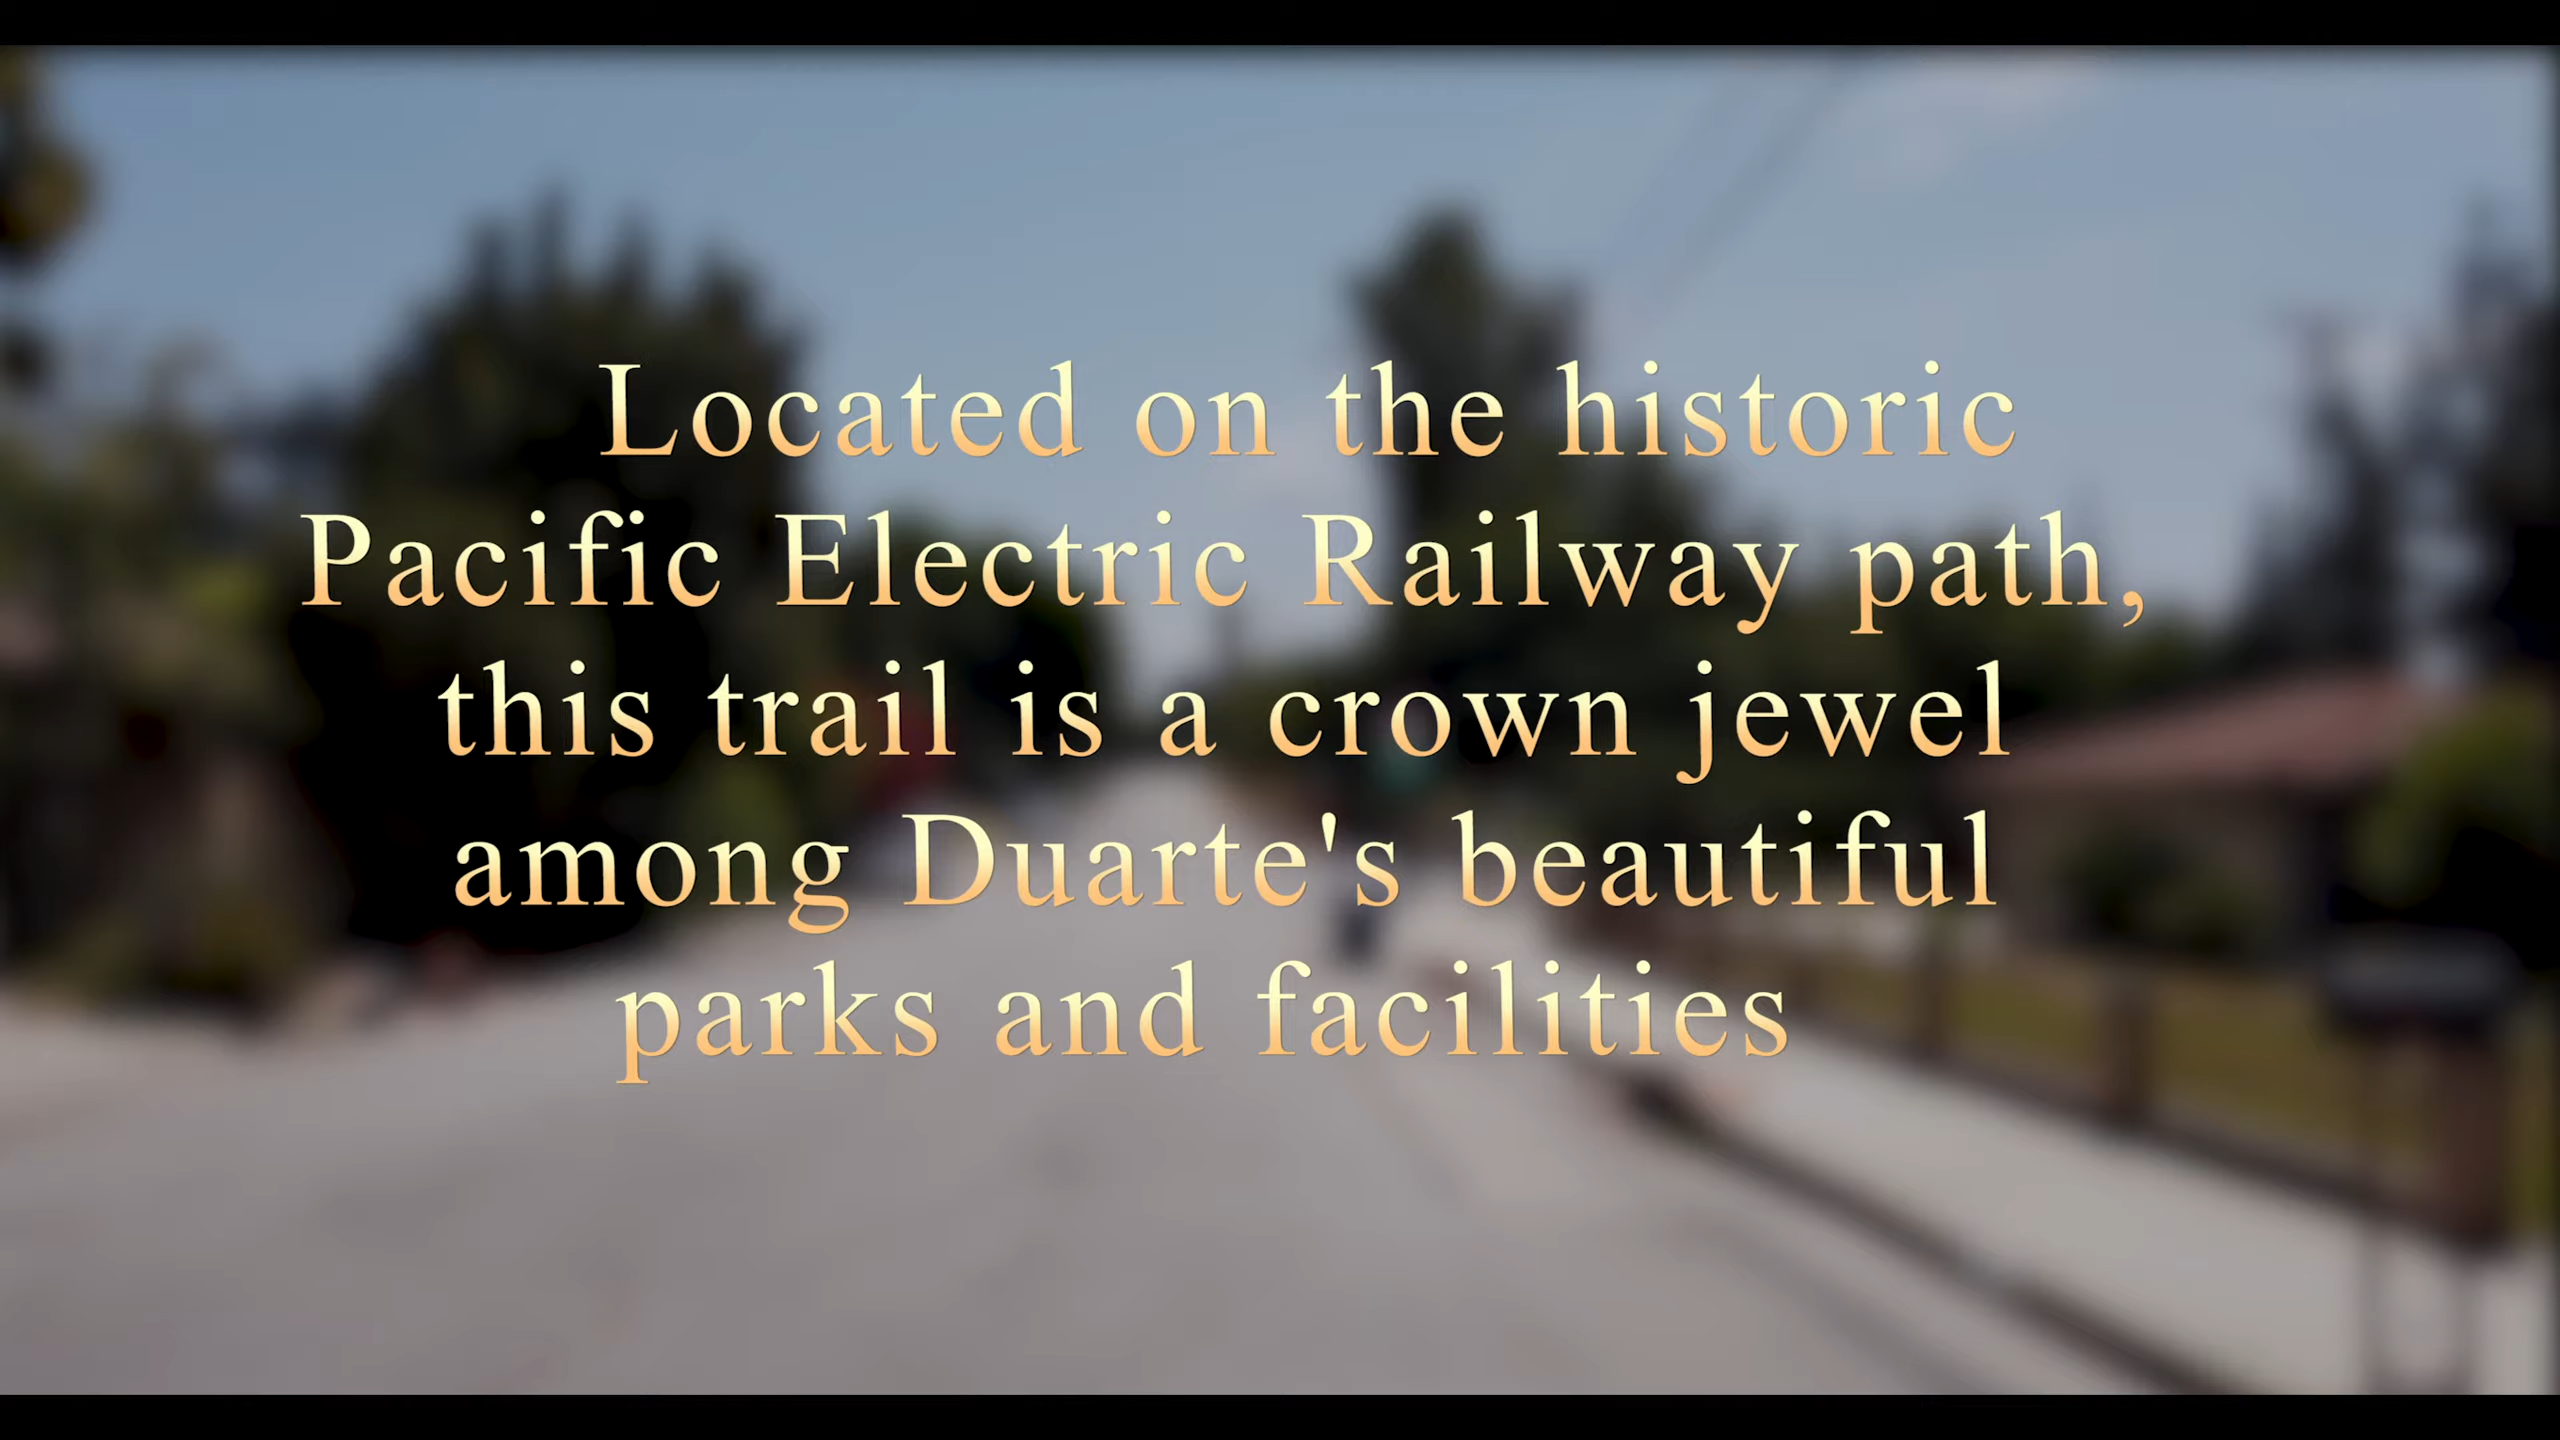 Located on the historic
Pacific Electric Railway path,
this trail is a crown jewel
among Duarte's beautiful
parks and facilities